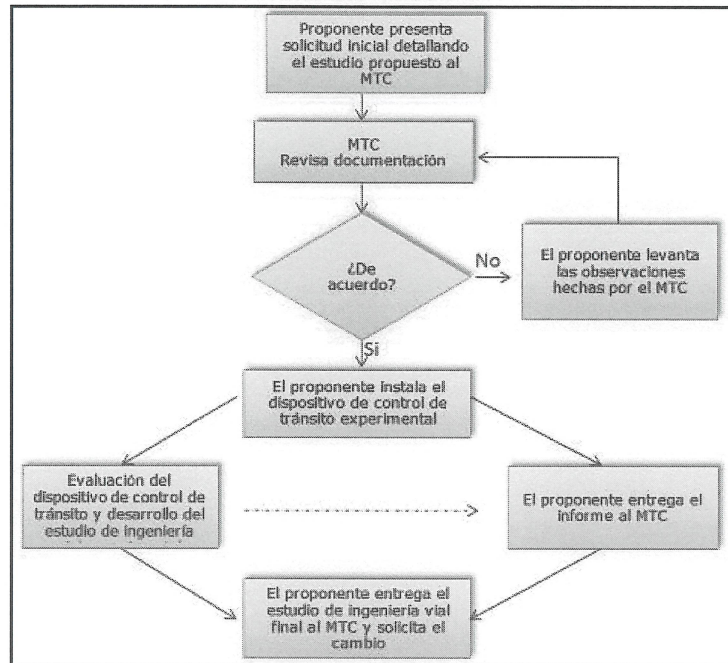 Proponente presenta
solicitud inicial detallando
el estudio propuesto al
MTC
MTC
Revisa documentación
¿De
acuerdo?
No
El proponente levanta
las observaciones
hechas por el MTC
Si
El proponente instala el
dispositivo de control de
tránsito experimental
Evaluación del
dispositivo de control de
tránsito y desarrollo del
estudio de ingeniería
El proponente entrega el
informe al MTC
El proponente entrega el
estudio de ingeniería vial
final al MTC y solicita el
cambio